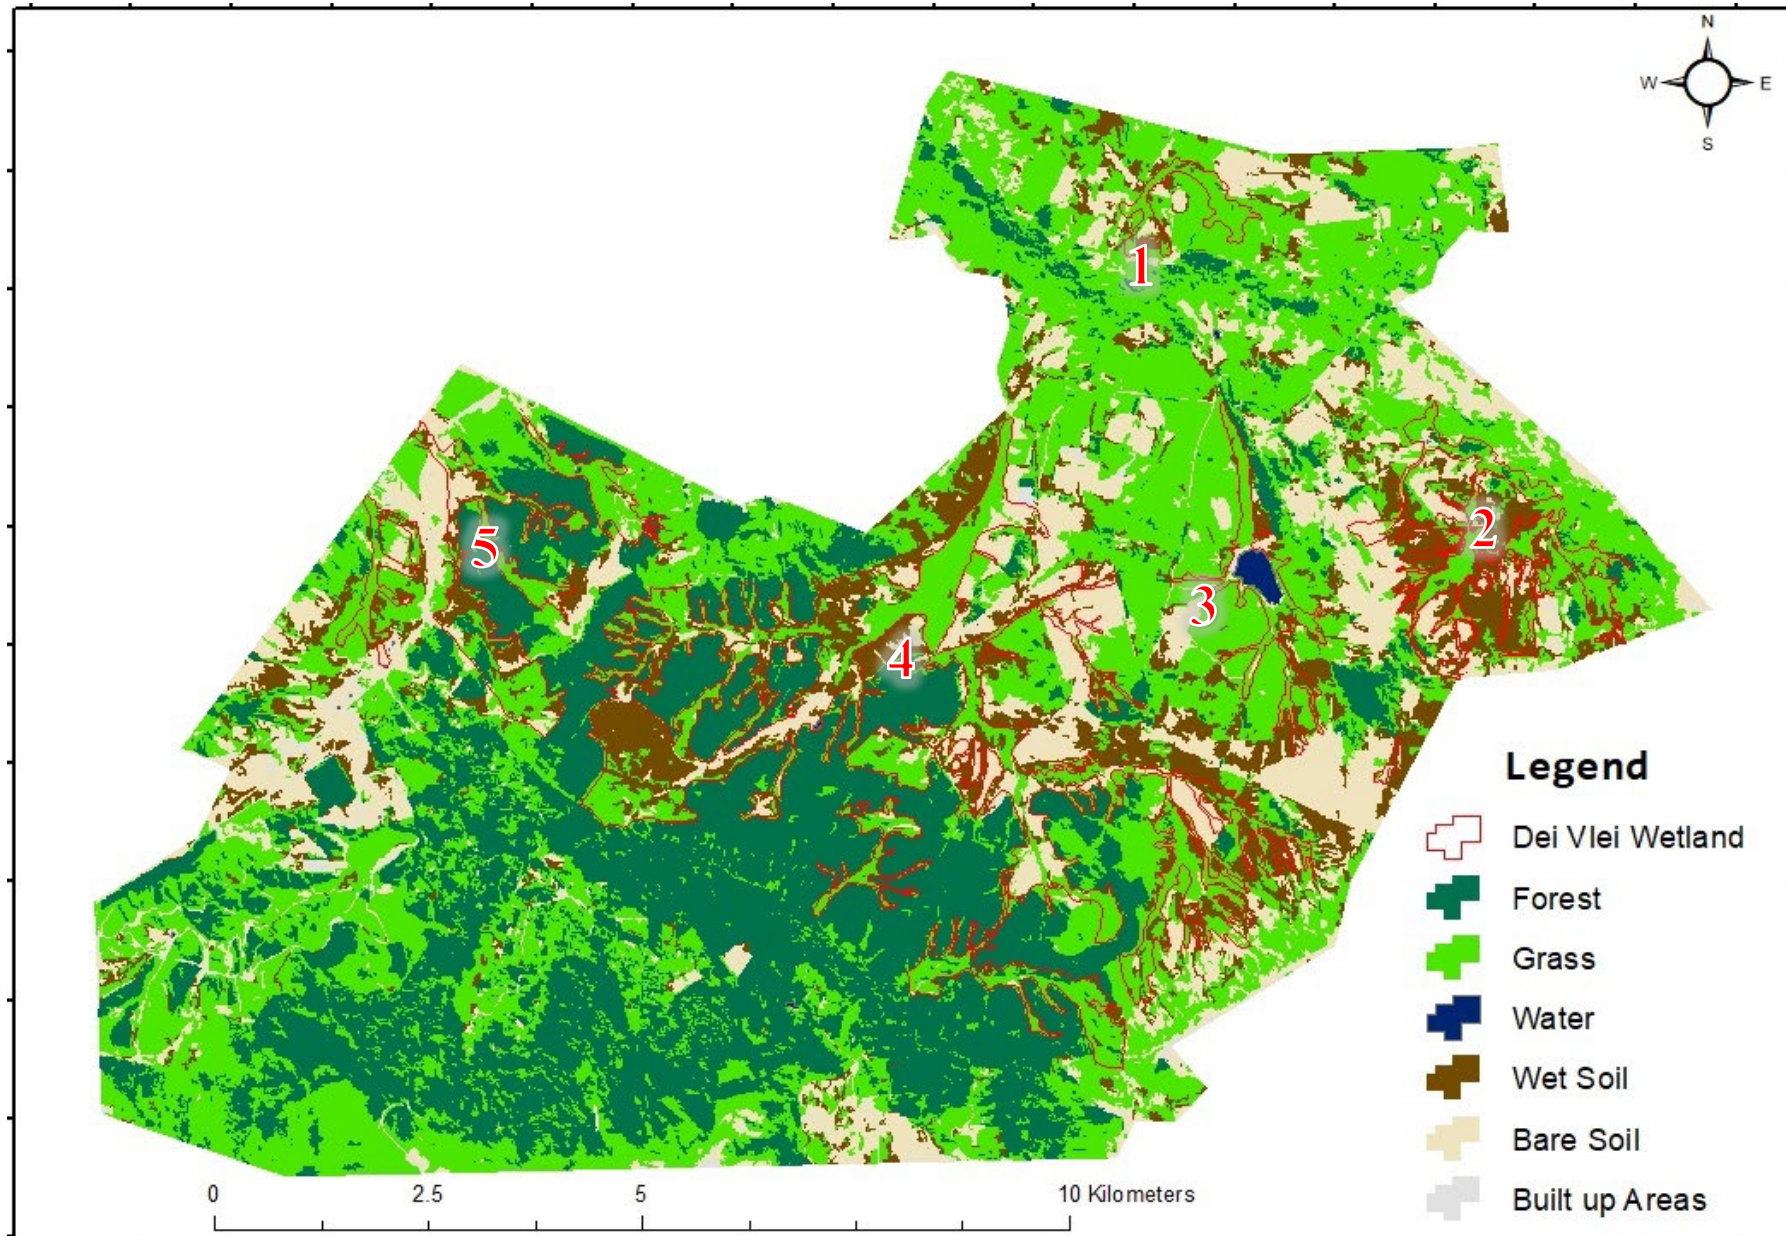 N
W E
S
1
2
3
4
5
Legend
Dei Vlei Wetland
Forest
Grass
Water
Wet Soil
Bare Soil
Built up Areas
0 2.5 5 10 Kilometers